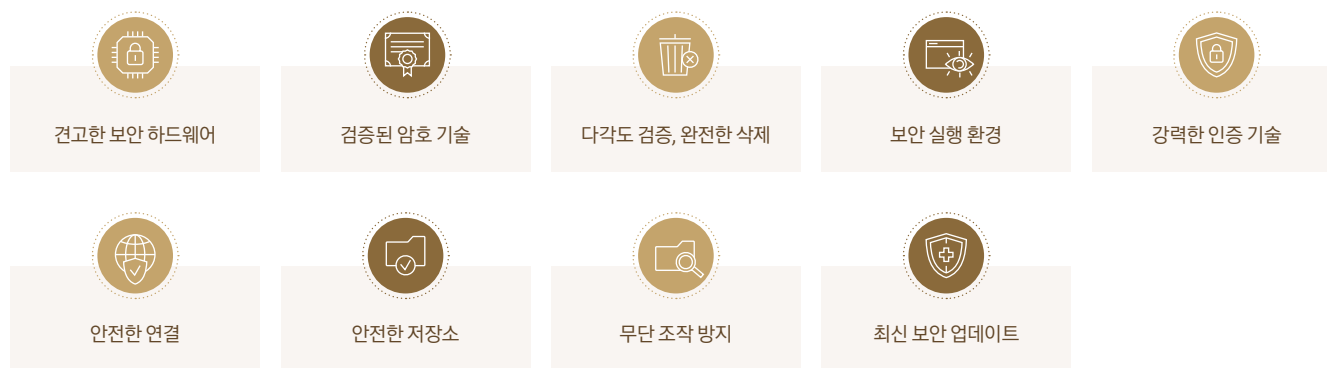 견고한 보안 하드웨어
검증된 암호 기술
다각도 검증, 완전한 삭제
보안 실행 환경
강력한 인증 기술
안전한 연결
안전한 저장소
무단 조작 방지
최신 보안 업데이트